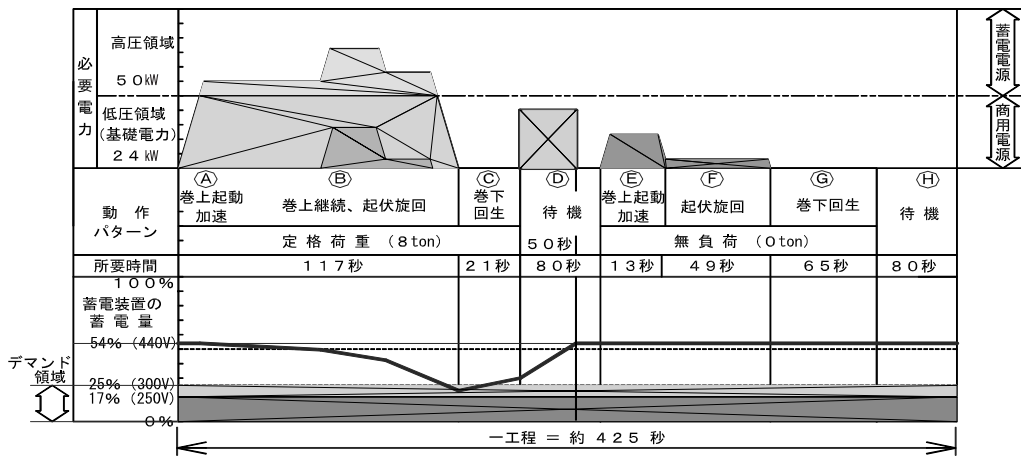 必要電力
高圧領域
50kW
低圧領域
(基礎電力)
24kW
蓄電電源
商用電源
動作
パターン
Ⓐ
巻上起動
加速
Ⓑ
巻上継続、起伏旋回
Ⓒ
巻下
回生
Ⓓ
待機
Ⓔ
巻上起動
加速
Ⓕ
起伏旋回
Ⓖ
巻下回生
Ⓗ
待機
定格荷重(8ton)
50秒
無負荷(0ton)
所要時間
117秒
21秒
80秒
13秒
49秒
65秒
80秒
100%
蓄電装置の
蓄電量
54%(440V)
デマンド
領域
25%(300V)
17%(250V)
0%
一工程 = 約 425 秒